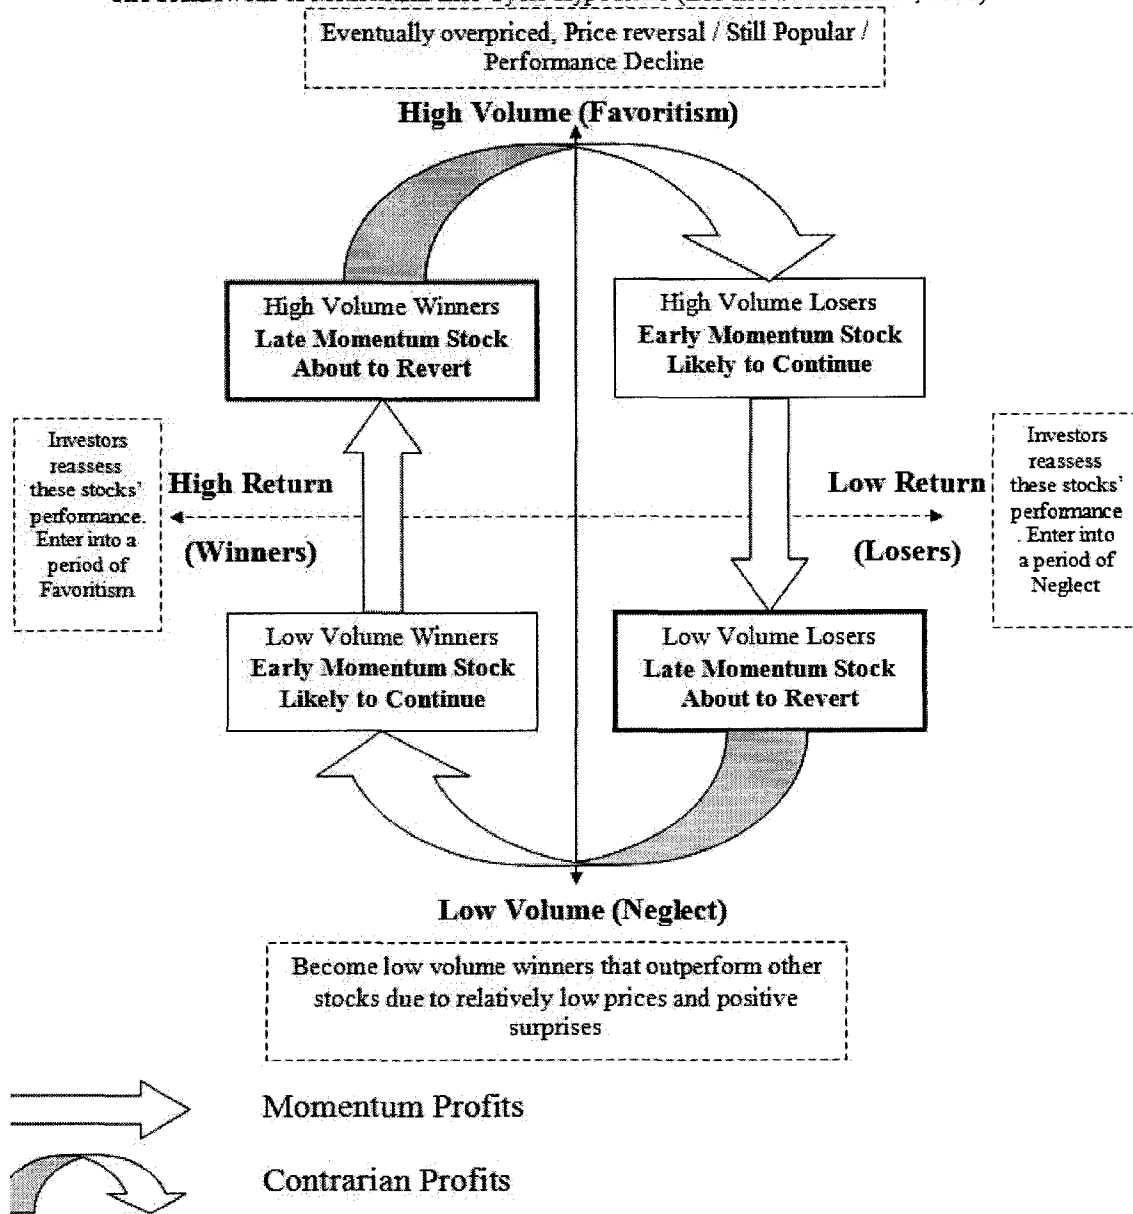 Eventually overpriced, Price reversal / Still Popular /
Performance Decline
High Volume (Favoritism)
High Volume Winners
Late Momentum Stock
About to Revert
High Volume Losers
Early Momentum Stock
Likely to Continue
Investors
reassess
these stocks'
performance.
Enter into a
period of
Favoritism
High Return
(Winners)
Low Return
(Losers)
Investors
reassess
these stocks'
performance
. Enter into
a period of
Neglect
Low Volume Winners
Early Momentum Stock
Likely to Continue
Low Volume Losers
Late Momentum Stock
About to Revert
Low Volume (Neglect)
Become low volume winners that outperform other
stocks due to relatively low prices and positive
surprises
Momentum Profits
Contrarian Profits